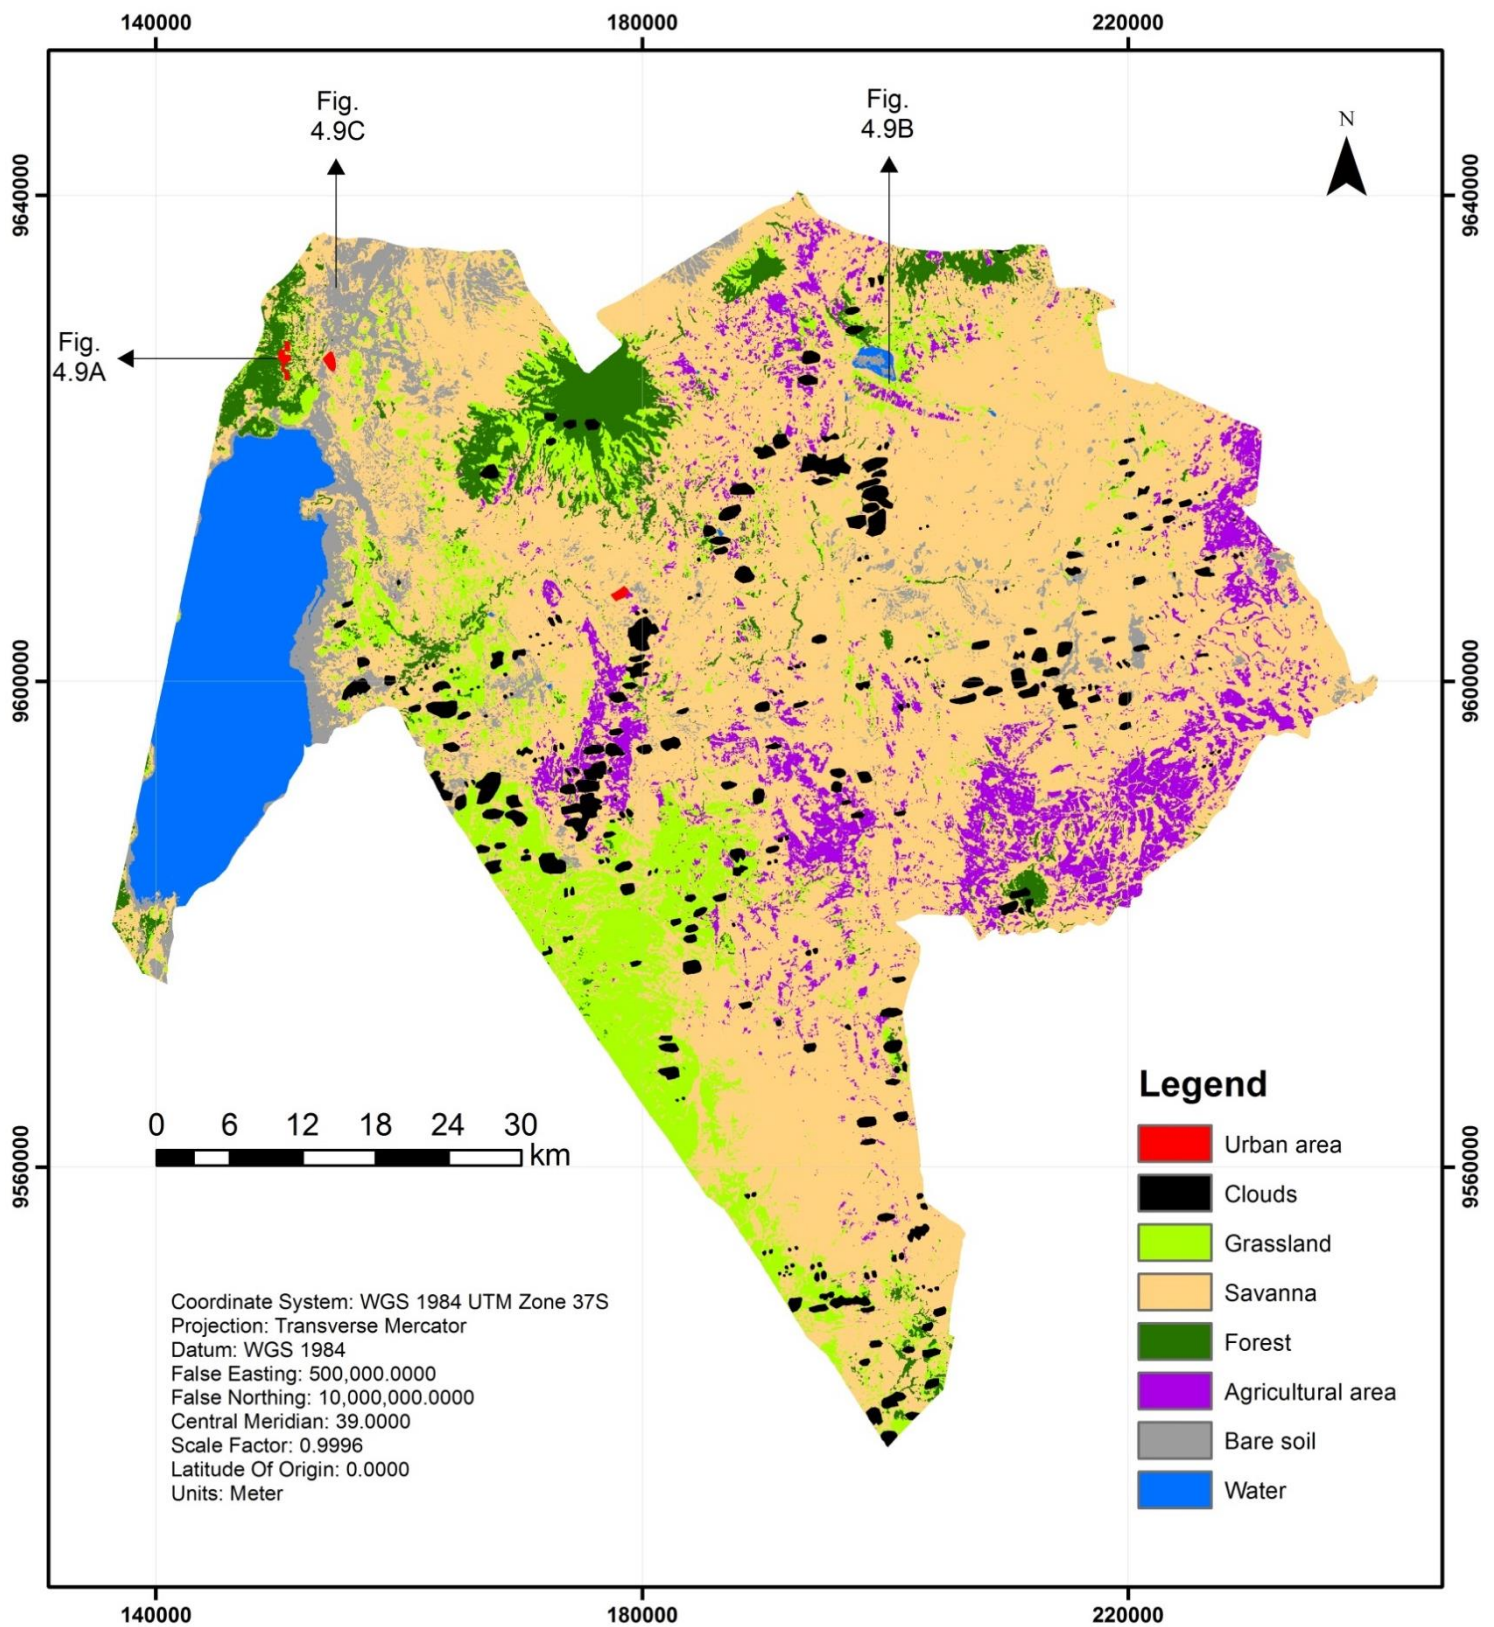 140000 180000 220000
Fig.
4.9C
Fig.
4.9B
N
9640000
9640000
Fig.
4.9A
9600000
9600000
0 6 12 18 24 30
km
9560000
9560000
Legend
Urban area
Clouds
Grassland
Savanna
Forest
Agricultural area
Bare soil
Water
Coordinate System: WGS 1984 UTM Zone 37S
Projection: Transverse Mercator
Datum: WGS 1984
False Easting: 500,000.0000
False Northing: 10,000,000.0000
Central Meridian: 39.0000
Scale Factor: 0.9996
Latitude Of Origin: 0.0000
Units: Meter
140000 180000 220000